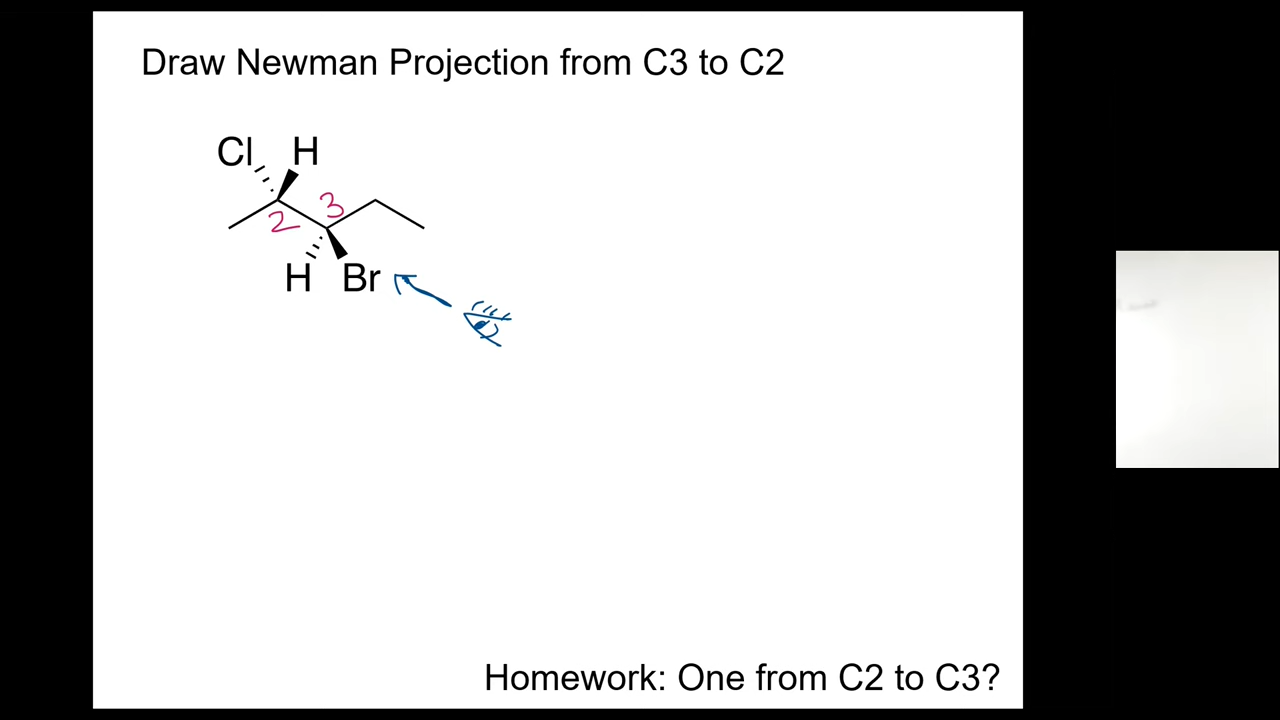 Draw Newman Projection from C3 to C2
Cl H
3
2
H Br
Homework: One from C2 to C3?